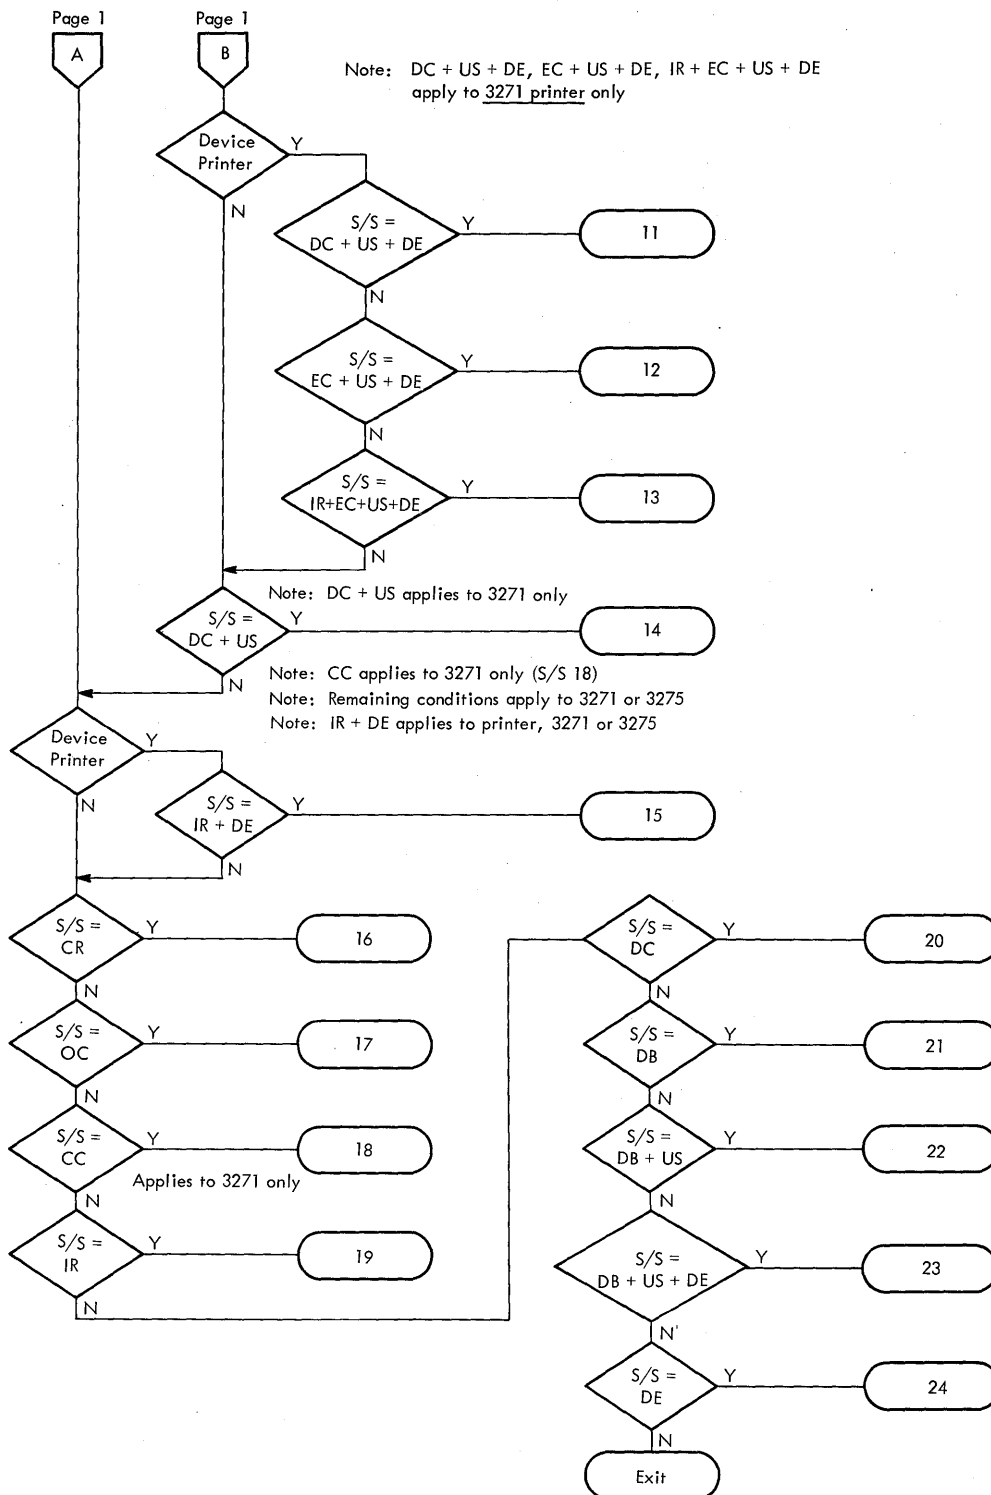 Page 1
A
Page 1
B
Note: DC + US + DE, EC + US + DE, IR + EC + US + DE
apply to 3271 printer only
Device
Printer
Y
N
S/S =
DC + US + DE
Y
11
N
S/S =
EC + US + DE
Y
12
N
S/S =
IR+EC+US+DE
Y
13
N
Note: DC + US applies to 3271 only
S/S =
DC + US
Y
14
N
Note: CC applies to 3271 only (S/S 18)
Note: Remaining conditions apply to 3271 or 3275
Note: IR + DE applies to printer, 3271 or 3275
Device
Printer
Y
N
S/S =
IR + DE
Y
15
N
S/S =
CR
Y
16
N
S/S =
OC
Y
17
N
S/S =
CC
Y
18
Applies to 3271 only
N
S/S =
IR
Y
19
N
S/S =
DC
Y
20
N
S/S =
DB
Y
21
N
S/S =
DB + US
Y
22
N
S/S =
DB + US + DE
Y
23
N
S/S =
DE
Y
24
N
Exit